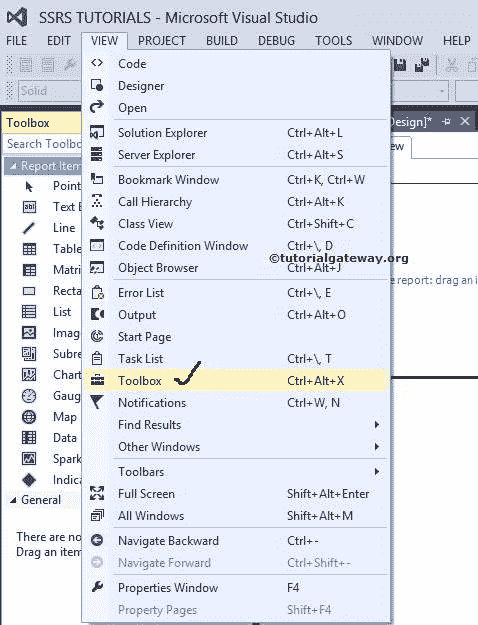 SSRS TUTORIALS - Microsoft Visual Studio
FILE EDIT VIEW PROJECT BUILD DEBUG TOOLS WINDOW HELP
Solid
Code
Designer
Open
Toolbox
Design]*
Search Toolbo
Solution Explorer Ctrl+Alt+L
Server Explorer Ctrl+Alt+S
Report Item
Bookmark Window Ctrl+K, Ctrl+W
Point
Call Hierarchy Ctrl+Alt+K
Text B
Class View Ctrl+Shift+C
Line
Code Definition Window Ctrl+\, D
Table
©tutorialgateway.org
Object Browser Ctrl+Alt+J
Matri
e report: drag an i
Recta
Error List Ctrl+\, E
List
Output Ctrl+Alt+O
Imag
Start Page
Subre
Task List Ctrl+\, T
Chart
Toolbox Ctrl+Alt+X
Gaug
Notifications Ctrl+W, N
Map
Find Results
Data
Other Windows
Spark
Toolbars
Indica
Full Screen Shift+Alt+Enter
General
All Windows Shift+Alt+M
There are no
Navigate Backward Ctrl+-
Drag an item
Navigate Forward Ctrl+Shift+-
Properties Window F4
Property Pages Shift+F4